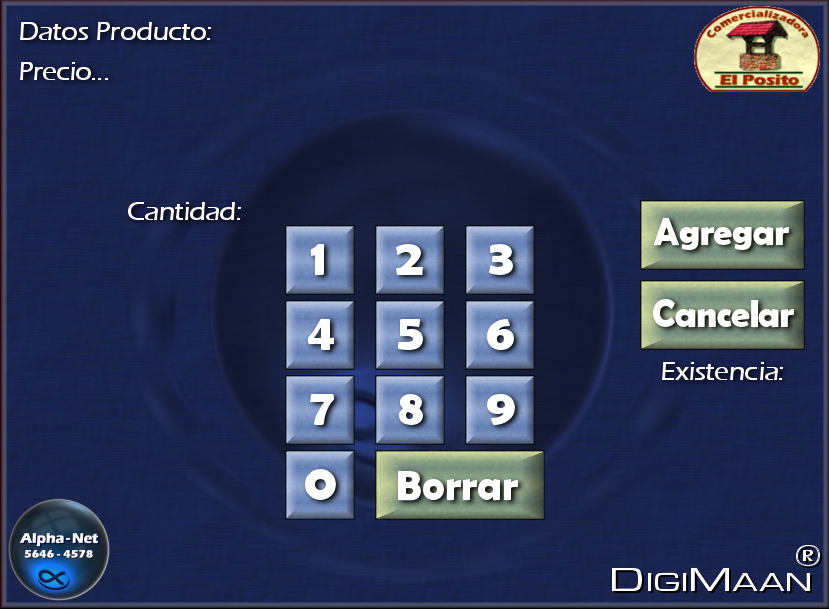 Datos Producto:
Comercializadora
El Posito
Precio...
Cantidad:
1 2 3
Agregar
4 5 6
Cancelar
Existencia:
7 8 9
0 Borrar
Alpha-Net
5646 - 4578
DIGIMAAN®